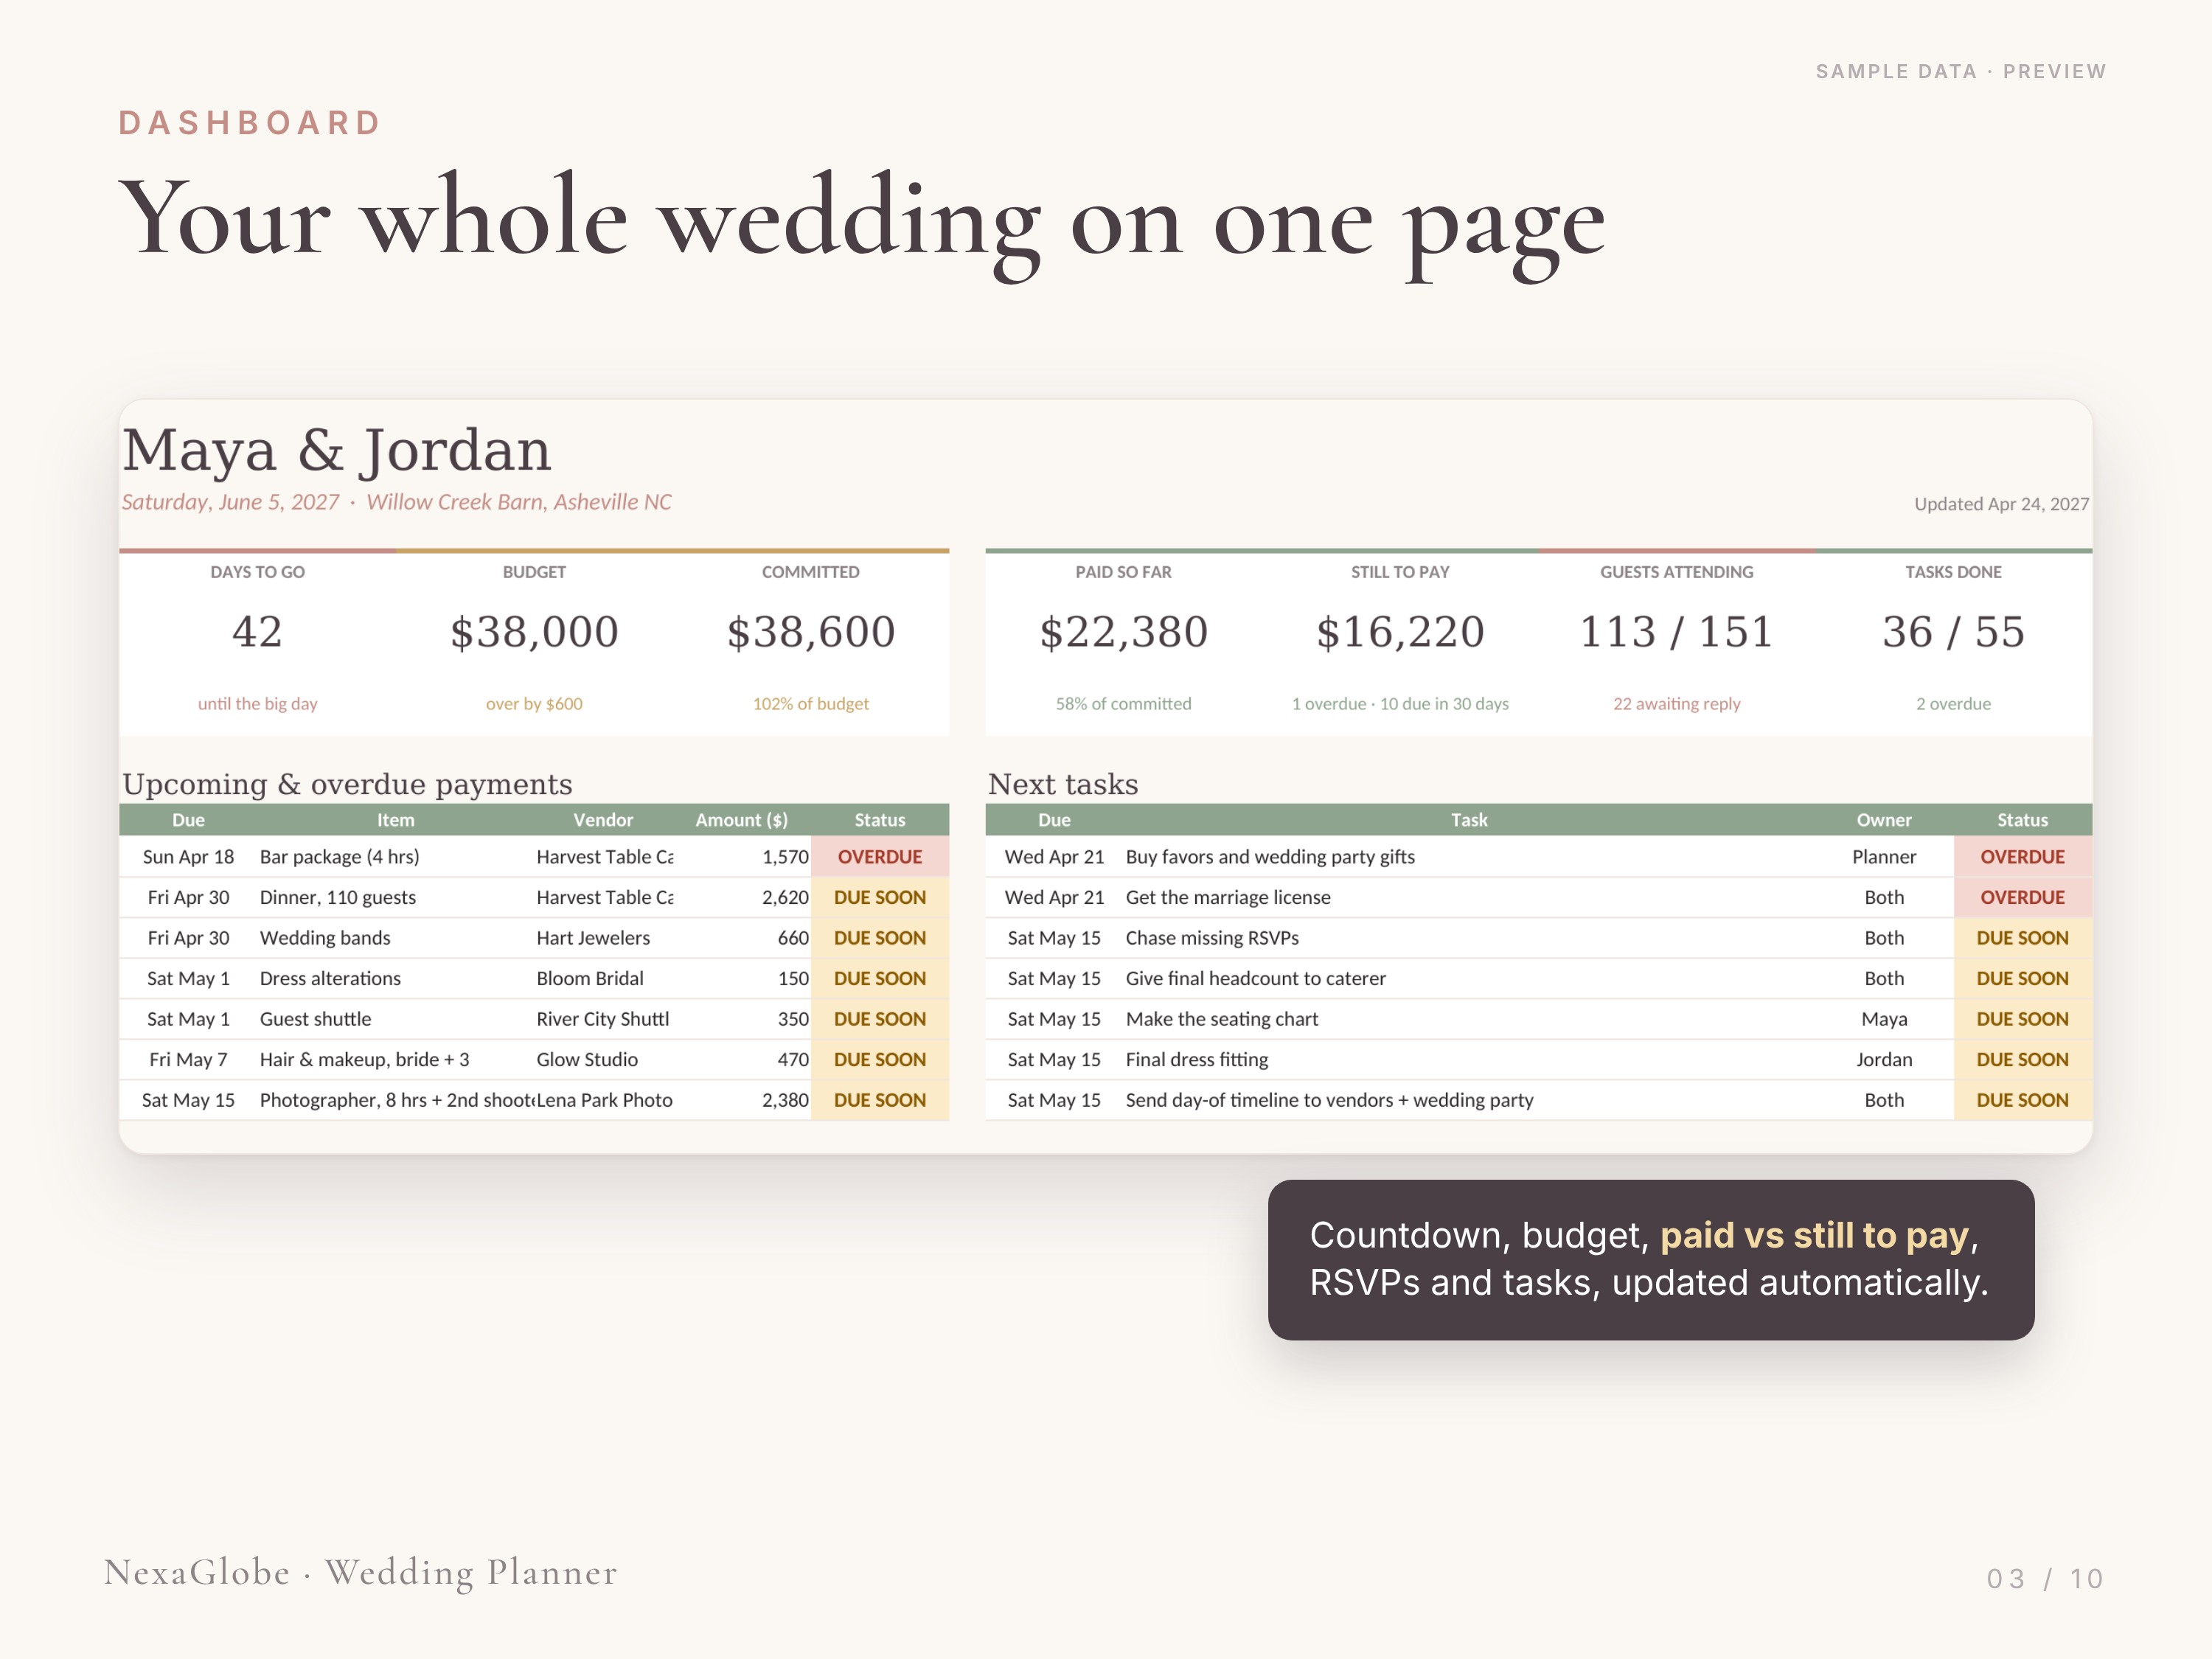 SAMPLE DATA · PREVIEW
DASHBOARD
Your whole wedding on one page
Maya & Jordan
Saturday, June 5, 2027 · Willow Creek Barn, Asheville NC
Updated Apr 24, 2027
DAYS TO GO BUDGET COMMITTED PAID SO FAR STILL TO PAY GUESTS ATTENDING TASKS DONE
42 $38,000 $38,600 $22,380 $16,220 113 / 151 36 / 55
until the big day over by $600 102% of budget 58% of committed 1 overdue · 10 due in 30 days 22 awaiting reply 2 overdue
Upcoming & overdue payments
Due Item Vendor Amount ($) Status
Sun Apr 18 Bar package (4 hrs) Harvest Table Ca 1,570 OVERDUE
Fri Apr 30 Dinner, 110 guests Harvest Table Ca 2,620 DUE SOON
Fri Apr 30 Wedding bands Hart Jewelers 660 DUE SOON
Sat May 1 Dress alterations Bloom Bridal 150 DUE SOON
Sat May 1 Guest shuttle River City Shuttl 350 DUE SOON
Fri May 7 Hair & makeup, bride + 3 Glow Studio 470 DUE SOON
Sat May 15 Photographer, 8 hrs + 2nd shoot Lena Park Photo 2,380 DUE SOON
Next tasks
Due Task Owner Status
Wed Apr 21 Buy favors and wedding party gifts Planner OVERDUE
Wed Apr 21 Get the marriage license Both OVERDUE
Sat May 15 Chase missing RSVPs Both DUE SOON
Sat May 15 Give final headcount to caterer Both DUE SOON
Sat May 15 Make the seating chart Maya DUE SOON
Sat May 15 Final dress fitting Jordan DUE SOON
Sat May 15 Send day-of timeline to vendors + wedding party Both DUE SOON
Countdown, budget, paid vs still to pay,
RSVPs and tasks, updated automatically.
NexaGlobe · Wedding Planner
03 / 10